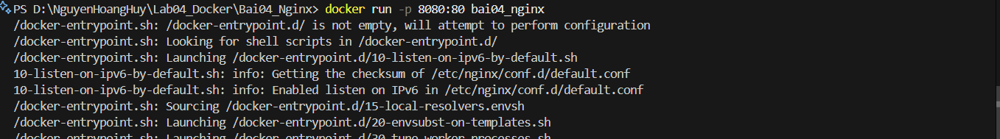 PS D:\NguyenHoangHuy\Lab04_Docker\Bai04_Nginx> docker run -p 8080:80 bai04_nginx
/docker-entrypoint.sh: /docker-entrypoint.d/ is not empty, will attempt to perform configuration
/docker-entrypoint.sh: Looking for shell scripts in /docker-entrypoint.d/
/docker-entrypoint.sh: Launching /docker-entrypoint.d/10-listen-on-ipv6-by-default.sh
10-listen-on-ipv6-by-default.sh: info: Getting the checksum of /etc/nginx/conf.d/default.conf
10-listen-on-ipv6-by-default.sh: info: Enabled listen on IPv6 in /etc/nginx/conf.d/default.conf
/docker-entrypoint.sh: Sourcing /docker-entrypoint.d/15-local-resolvers.envsh
/docker-entrypoint.sh: Launching /docker-entrypoint.d/20-envsubst-on-templates.sh
/docker-entrypoint.sh: Launching /docker-entrypoint.d/30-tune-worker-processes.sh